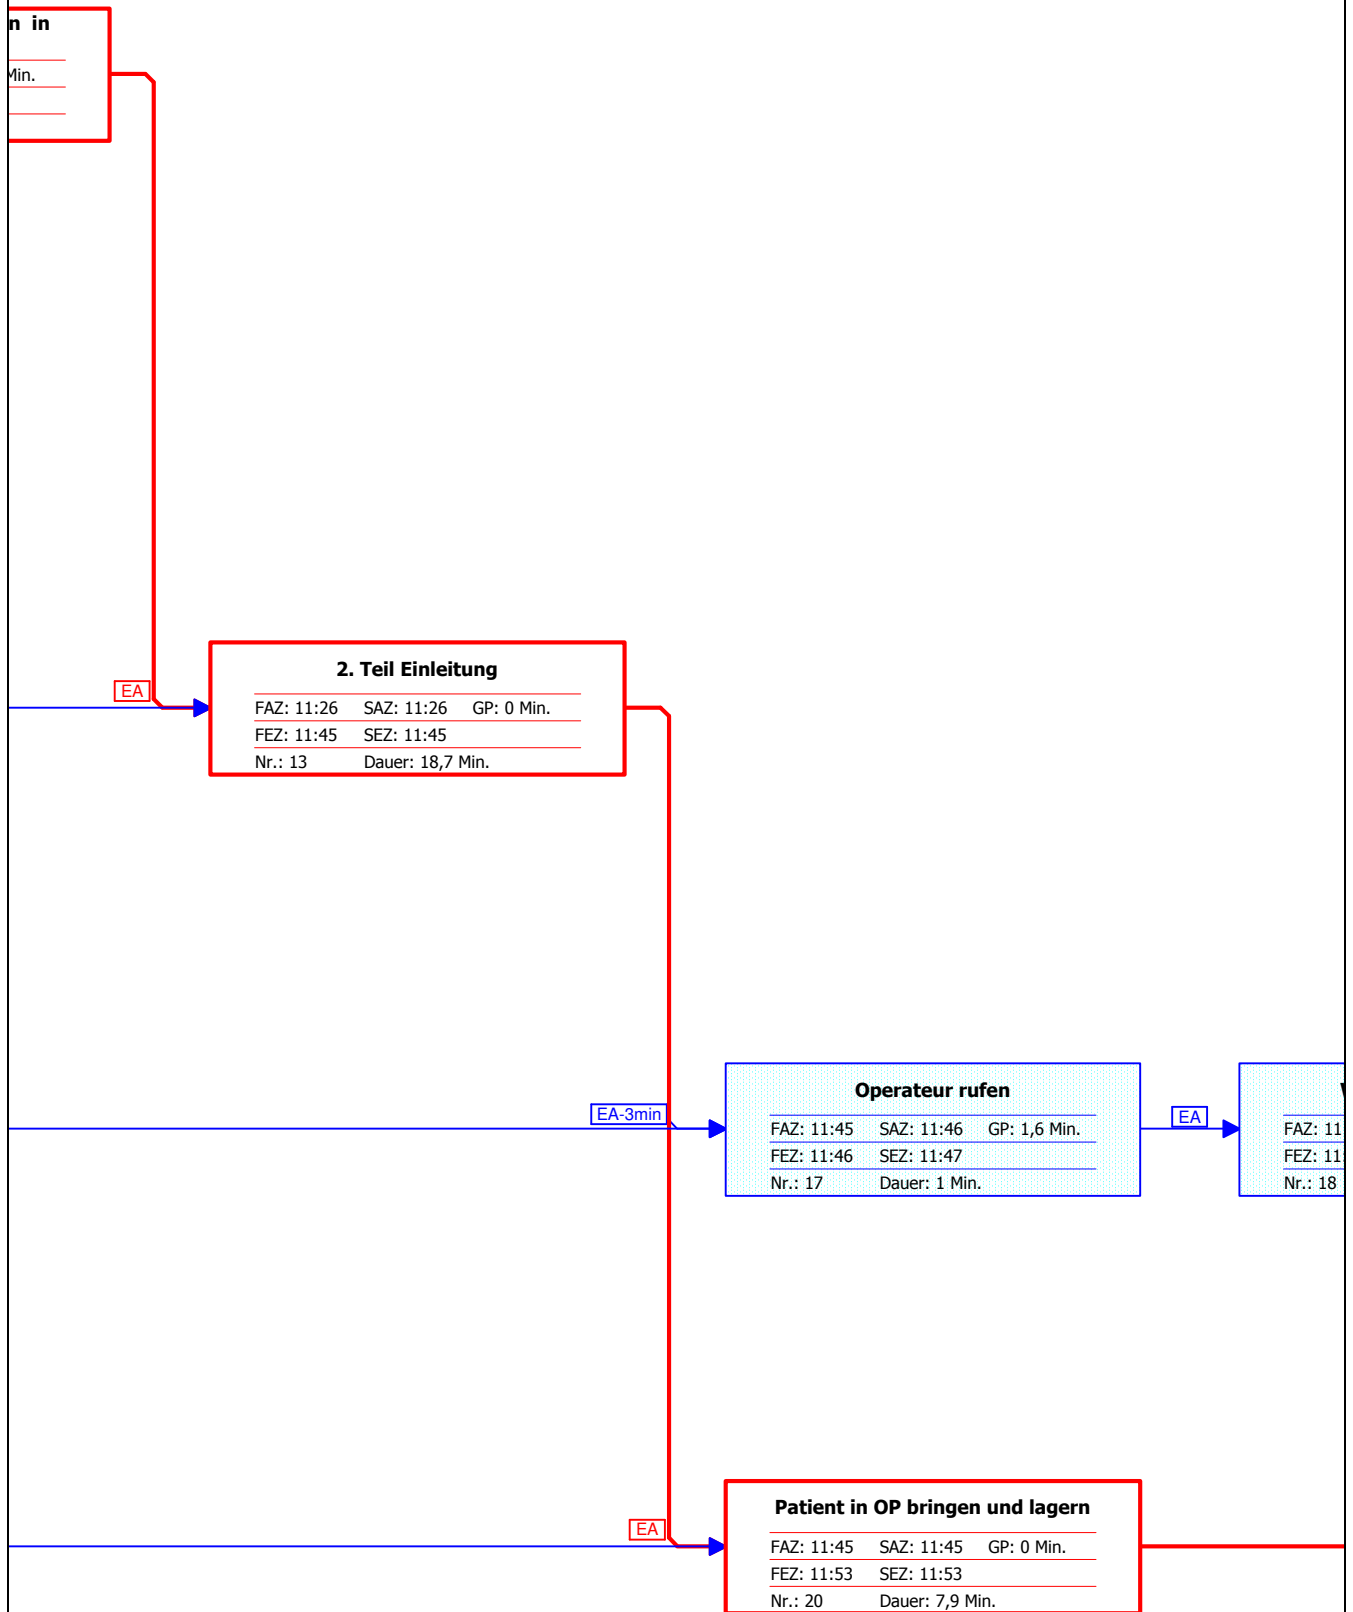 n in
Min.
2. Teil Einleitung
EA
FAZ: 11:26 SAZ: 11:26 GP: 0 Min.
FEZ: 11:45 SEZ: 11:45
Nr.: 13 Dauer: 18,7 Min.
Operateur rufen
EA-3min
EA
FAZ: 11:45 SAZ: 11:46 GP: 1,6 Min.
FAZ: 11
FEZ: 11:46 SEZ: 11:47
FEZ: 11:
Nr.: 17 Dauer: 1 Min.
Nr.: 18
Patient in OP bringen und lagern
EA
FAZ: 11:45 SAZ: 11:45 GP: 0 Min.
FEZ: 11:53 SEZ: 11:53
Nr.: 20 Dauer: 7,9 Min.